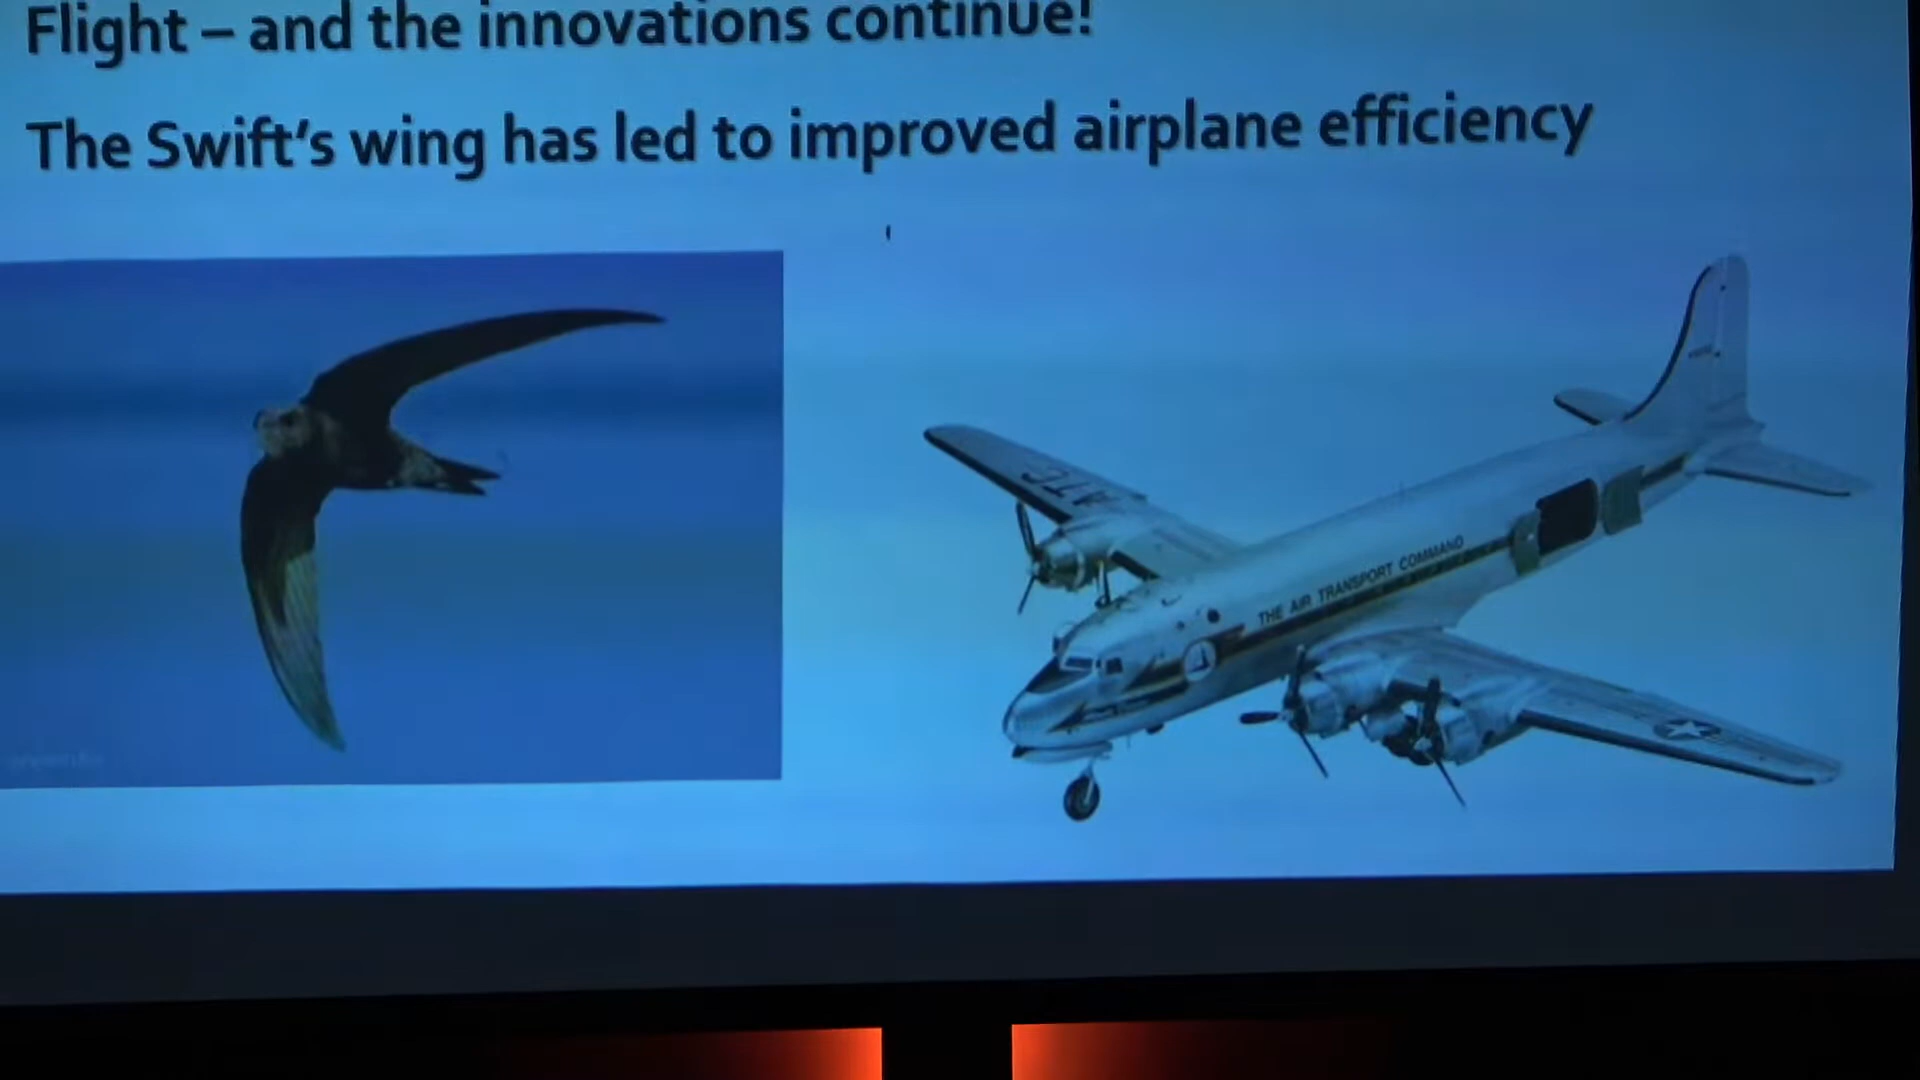 Flight – and the innovations continue!
The Swift's wing has led to improved airplane efficiency
ATC
THE AIR TRANSPORT COMMAND